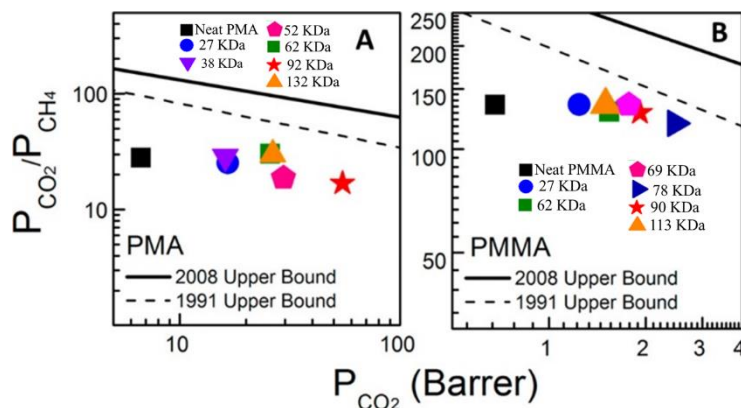 A
Neat PMA
27 KDa
38 KDa
52 KDa
62 KDa
92 KDa
132 KDa
100
10
PMA
2008 Upper Bound
1991 Upper Bound
10
100
P_CO2/P_CH4
B
250
200
150
100
50
Neat PMMA
27 KDa
62 KDa
69 KDa
78 KDa
90 KDa
113 KDa
PMMA
2008 Upper Bound
1991 Upper Bound
1
2
3
4
P_CO2 (Barrer)